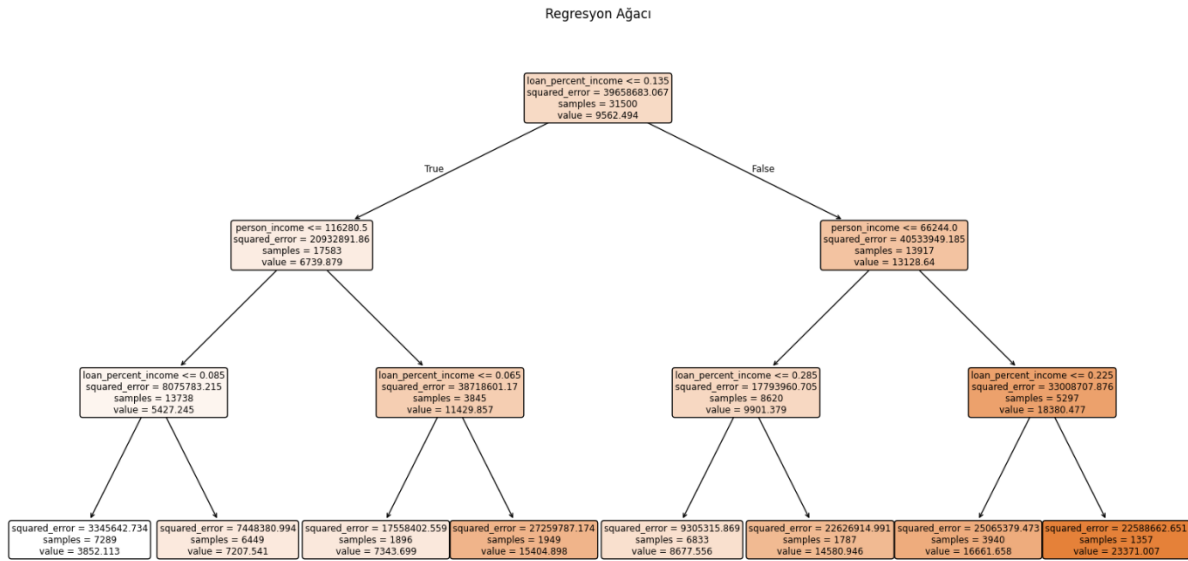 Regresyon Ağacı
loan_percent_income <= 0.135
squared_error = 39658683.067
samples = 31500
value = 9562.494
True
False
person_income <= 116280.5
squared_error = 20932891.86
samples = 17583
value = 6739.879
person_income <= 66244.0
squared_error = 40533949.185
samples = 13917
value = 13128.64
loan_percent_income <= 0.085
squared_error = 8075783.215
samples = 13738
value = 5427.245
loan_percent_income <= 0.065
squared_error = 38718601.17
samples = 3845
value = 11429.857
loan_percent_income <= 0.285
squared_error = 17793960.705
samples = 8620
value = 9901.379
loan_percent_income <= 0.225
squared_error = 33008707.876
samples = 5297
value = 18380.477
squared_error = 3345642.734
samples = 7289
value = 3852.113
squared_error = 7448380.994
samples = 6449
value = 7207.541
squared_error = 17558402.559
samples = 1896
value = 7343.699
squared_error = 27259787.174
samples = 1949
value = 15404.898
squared_error = 9305315.869
samples = 6833
value = 8677.556
squared_error = 22626914.991
samples = 1787
value = 14580.946
squared_error = 25065379.473
samples = 3940
value = 16661.658
squared_error = 22588662.651
samples = 1357
value = 23371.007